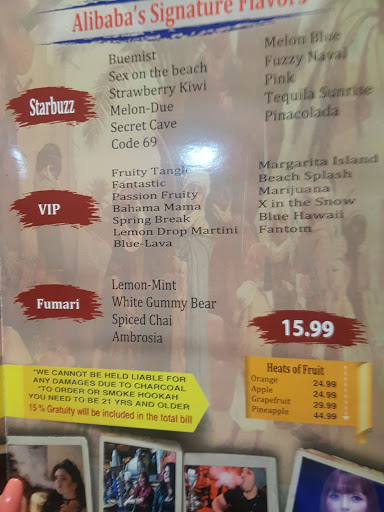 Alibaba's Signature Flavors
Starbuzz
Buemist
Sex on the beach
Strawberry Kiwi
Melon-Due
Secret Cave
Code 69
Melon Blue
Fuzzy Naval
Pink
Tequila Sunrise
Pinacolada
VIP
Fruity Tangie
Fantastic
Passion Fruity
Bahama Mama
Spring Break
Lemon Drop Martini
Blue-Lava
Margarita Island
Beach Splash
Marijuana
X in the Snow
Blue Hawaii
Fantom
Fumari
Lemon-Mint
White Gummy Bear
Spiced Chai
Ambrosia
15.99
Heats of Fruit
Orange 24.99
Apple 24.99
Grapefruit 29.99
Pineapple 44.99
"WE CANNOT BE HELD LIABLE FOR
ANY DAMAGES DUE TO CHARCOAL
"TO ORDER OR SMOKE HOOKAH
YOU NEED TO BE 21 YRS AND OLDER
15 % Gratuity will be included in the total bill